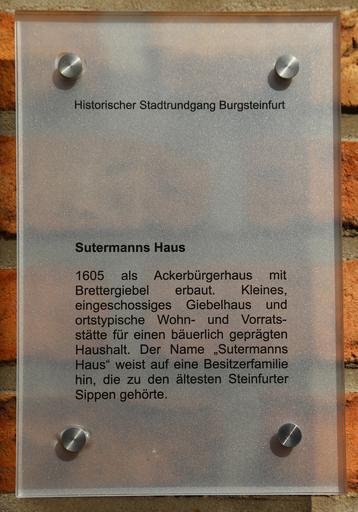 Historischer Stadtrundgang Burgsteinfurt
Sutermanns Haus
1605 als Ackerbürgerhaus mit
Brettergiebel erbaut. Kleines,
eingeschossiges Giebelhaus und
ortstypische Wohn- und Vorrats-
stätte für einen bäuerlich geprägten
Haushalt. Der Name „Sutermanns
Haus“ weist auf eine Besitzerfamilie
hin, die zu den ältesten Steinfurter
Sippen gehörte.